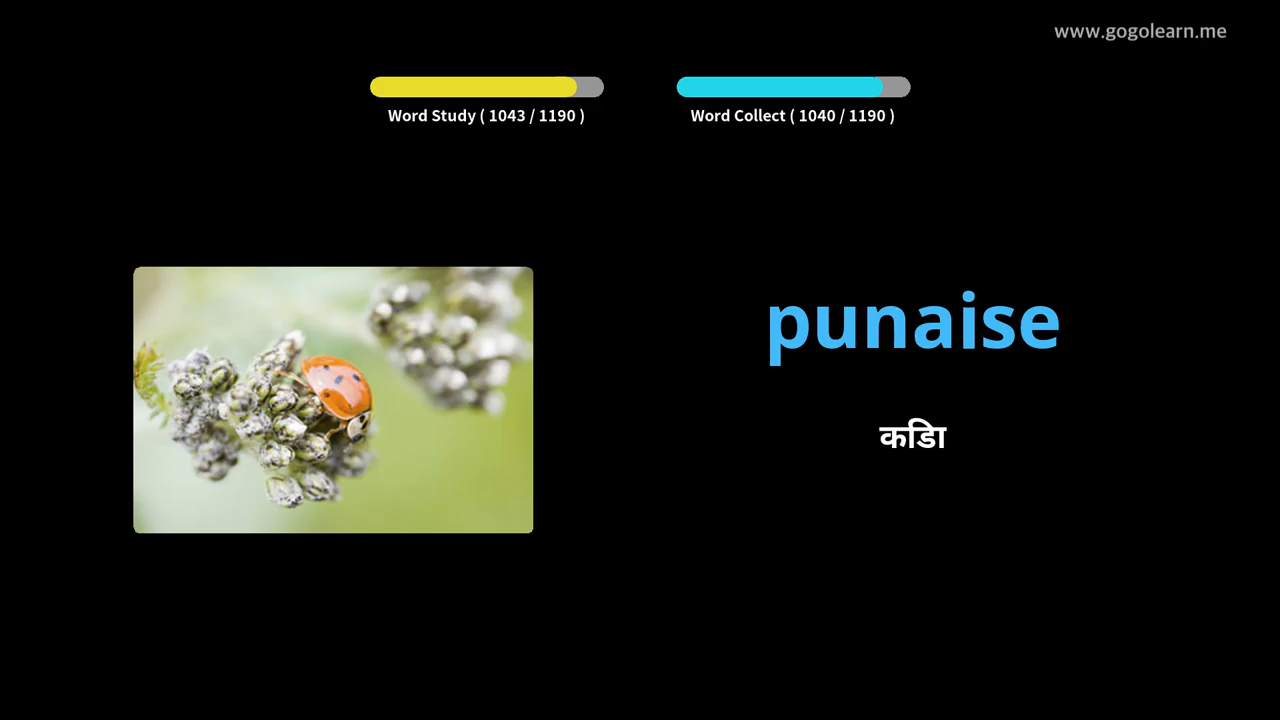 www.gogolearn.me
Word Study ( 1043 / 1190 )
Word Collect ( 1040 / 1190 )
punaise
कडिा